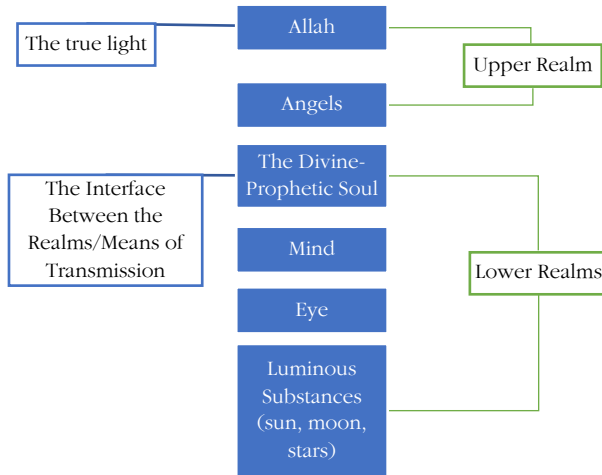 The true light
Allah
Upper Realm
Angels
The Interface
Between the
Realms/Means of
Transmission
The Divine-
Prophetic Soul
Mind
Lower Realms
Eye
Luminous
Substances
(sun, moon,
stars)